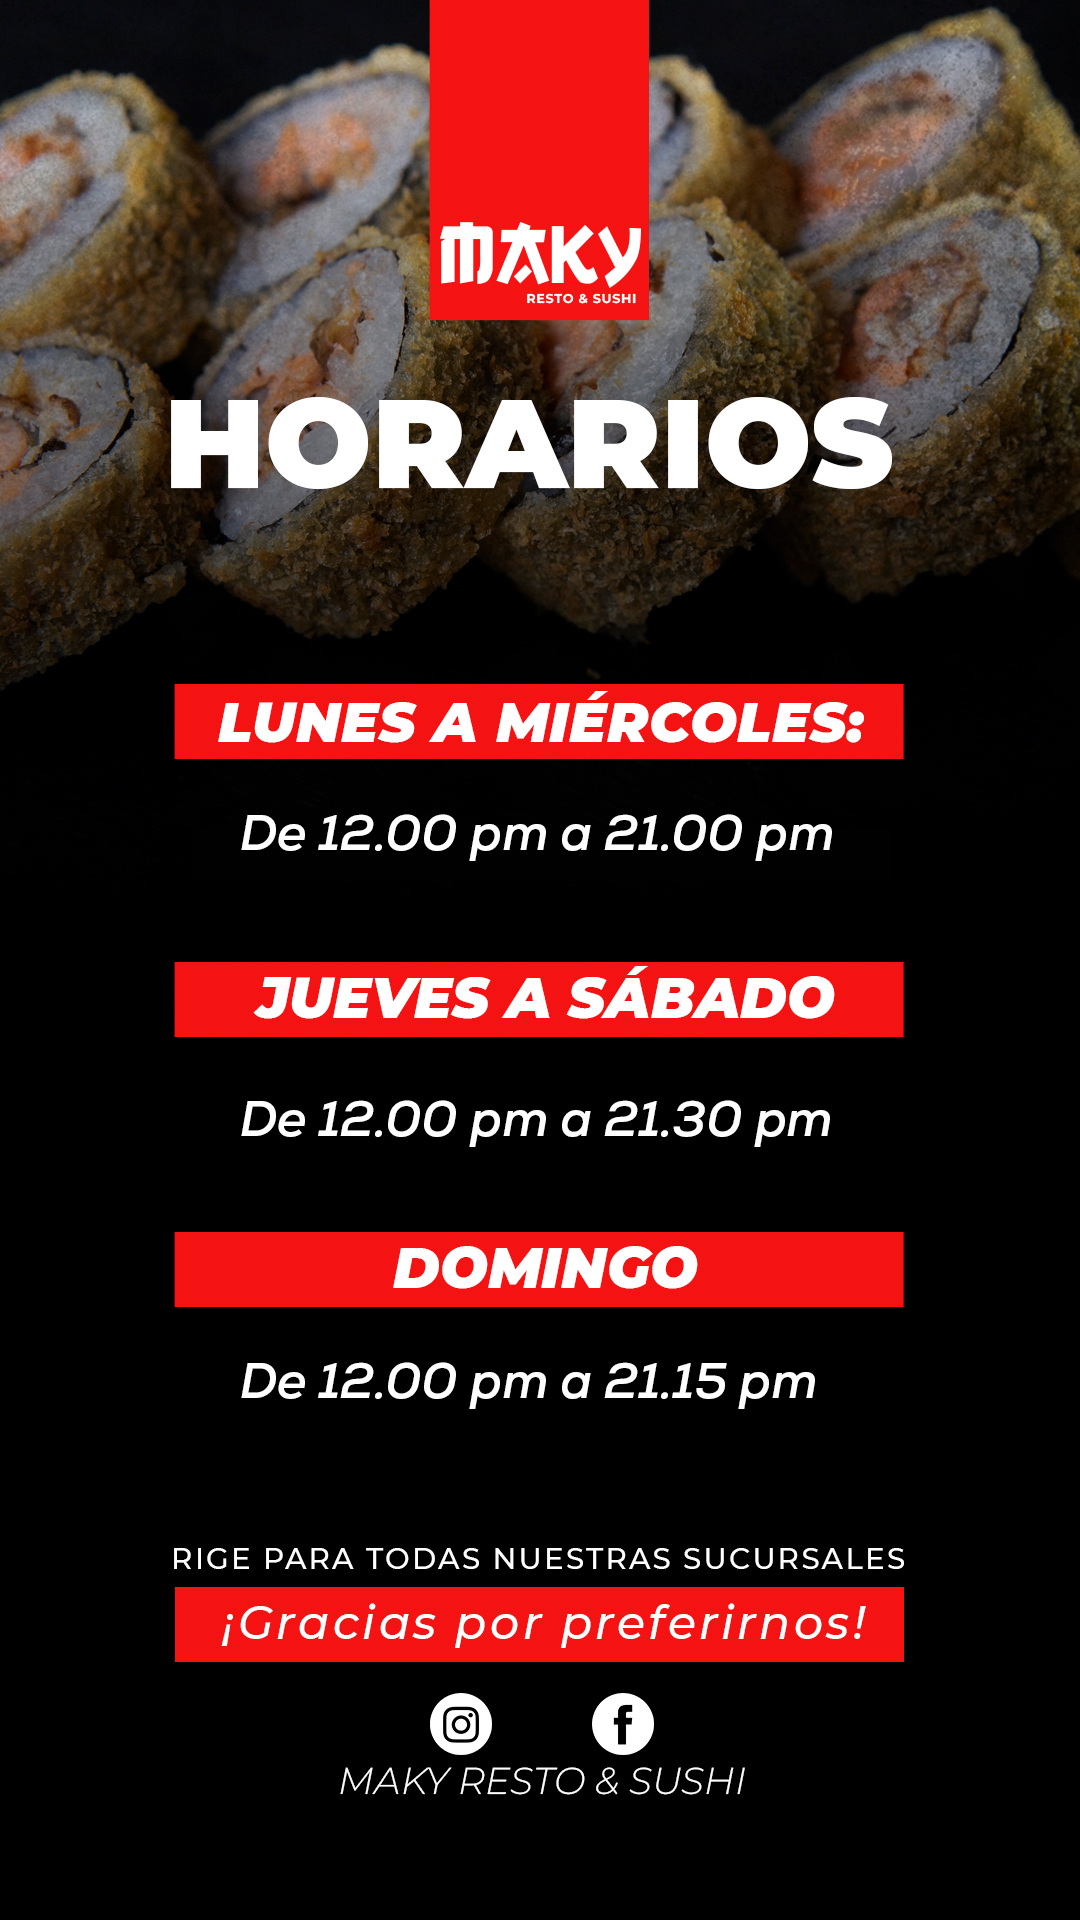 MAKY
RESTO & SUSHI
HORARIOS
LUNES A MIÉRCOLES:
De 12.00 pm a 21.00 pm
JUEVES A SÁBADO
De 12.00 pm a 21.30 pm
DOMINGO
De 12.00 pm a 21.15 pm
RIGE PARA TODAS NUESTRAS SUCURSALES
¡Gracias por preferirnos!
MAKY RESTO & SUSHI